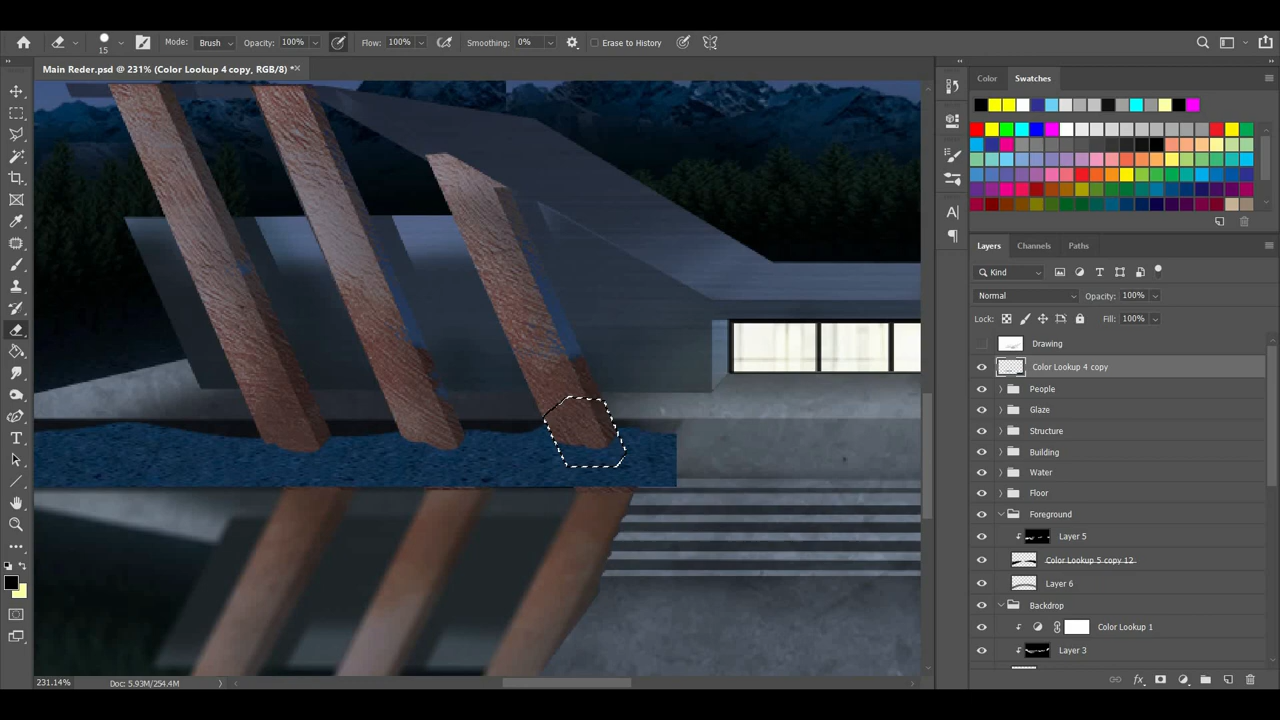 15 Mode: Brush Opacity: 100% Flow: 100% Smoothing: 0% Erase to History
Main Reder.psd @ 231% (Color Lookup 4 copy, RGB/8) *
Color Swatches
Layers Channels Paths
Kind
Normal Opacity: 100%
Lock: Fill: 100%
Drawing
Color Lookup 4 copy
People
Glaze
Structure
Building
Water
Floor
Foreground
Layer 5
Color Lookup 5 copy 12
Layer 6
Backdrop
Color Lookup 1
Layer 3
231.14% Doc: 5.93M/254.4M